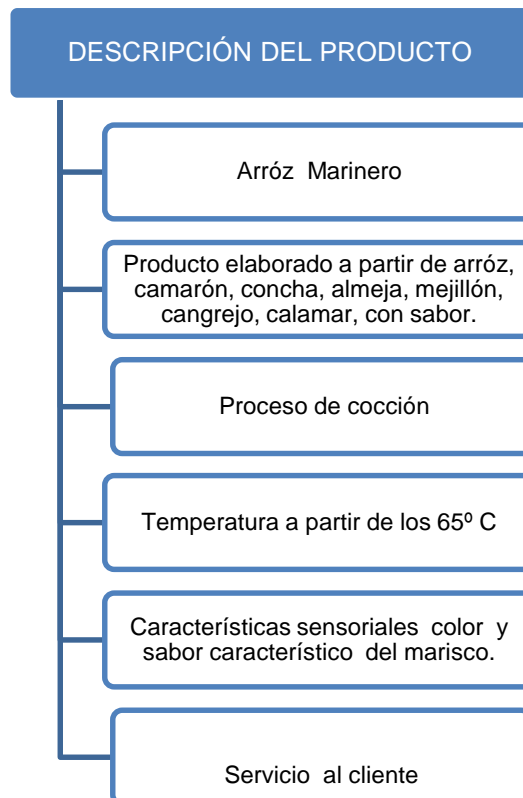 DESCRIPCIÓN DEL PRODUCTO
Arróz Marinero
Producto elaborado a partir de arróz,
camarón, concha, almeja, mejillón,
cangrejo, calamar, con sabor.
Proceso de cocción
Temperatura a partir de los 65º C
Características sensoriales color y
sabor característico del marisco.
Servicio al cliente